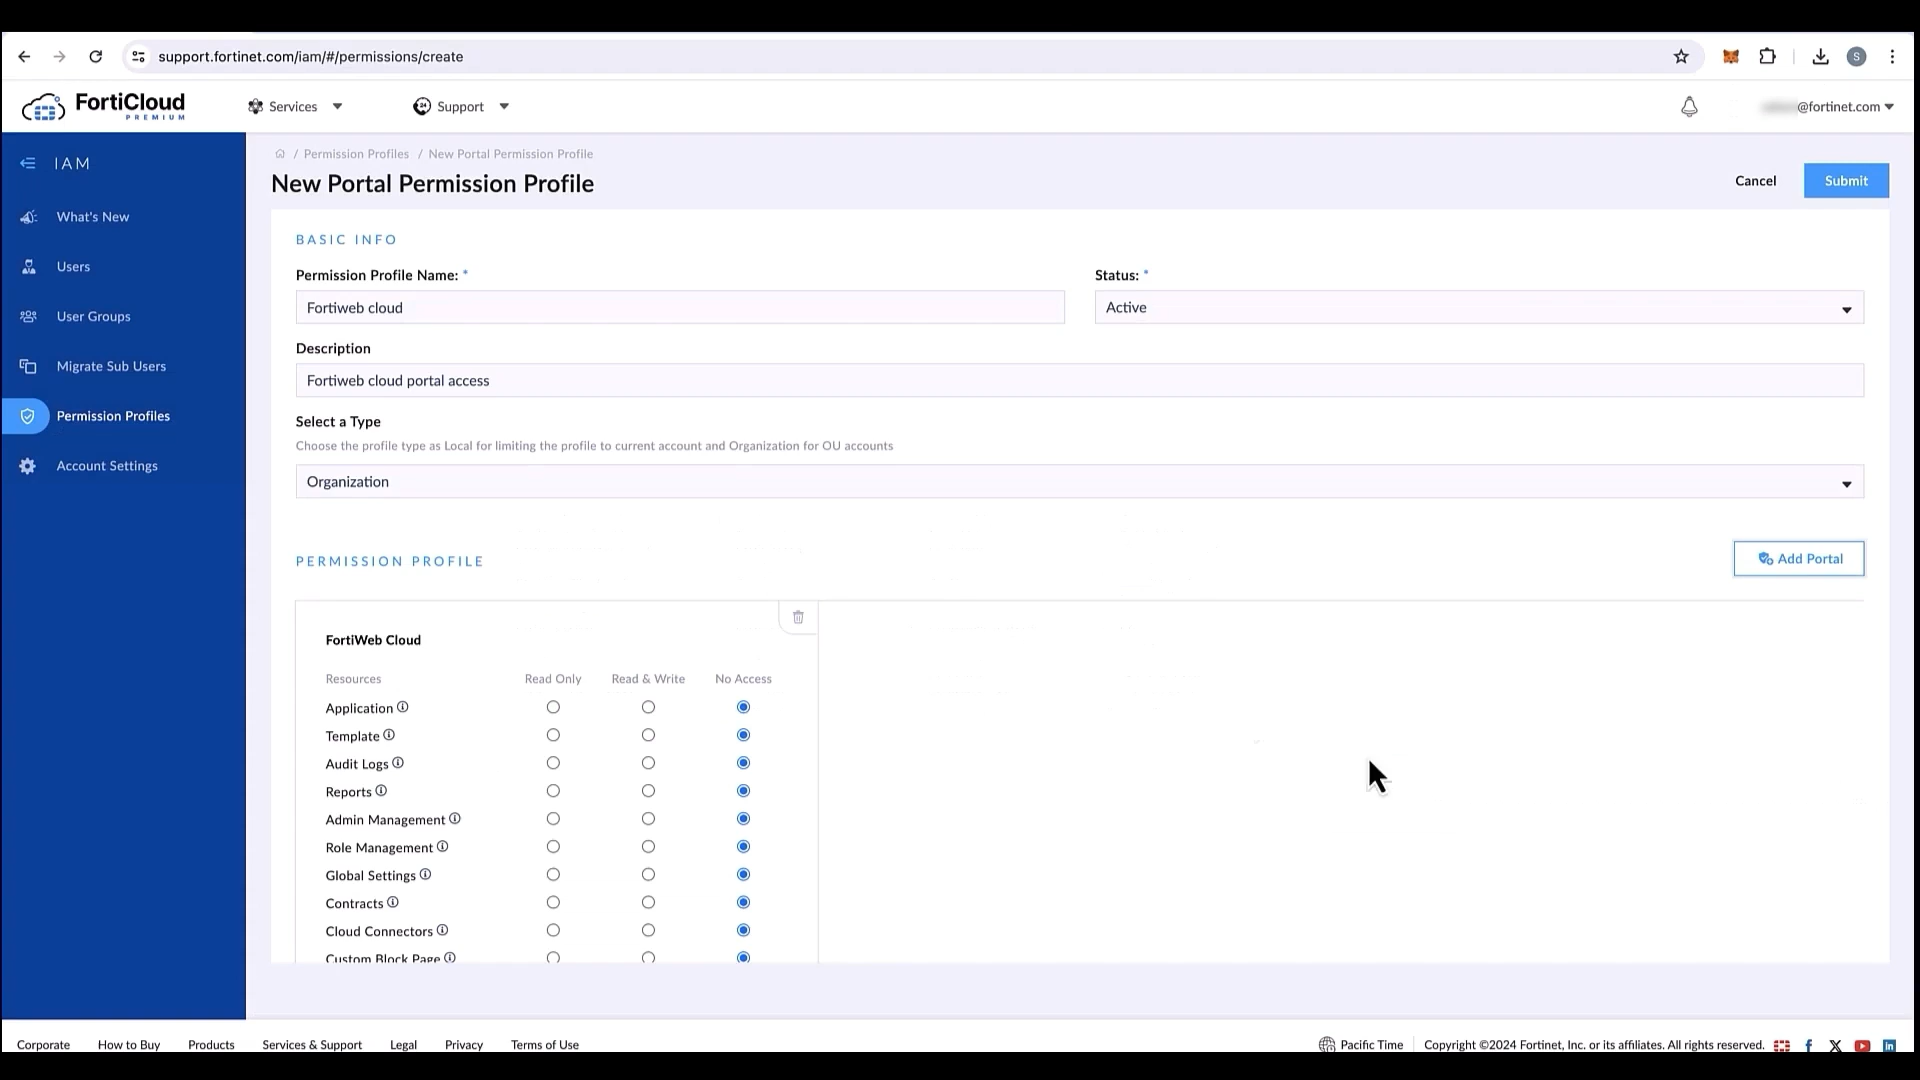 support.fortinet.com/iam/#/permissions/create
S
FortiCloud
PREMIUM
Services
Support
@fortinet.com
IAM
What's New
Users
User Groups
Migrate Sub Users
Permission Profiles
Account Settings
/ Permission Profiles / New Portal Permission Profile
New Portal Permission Profile
Cancel
Submit
BASIC INFO
Permission Profile Name: *
Status: *
Fortiweb cloud
Active
Description
Fortiweb cloud portal access
Select a Type
Choose the profile type as Local for limiting the profile to current account and Organization for OU accounts
Organization
PERMISSION PROFILE
Add Portal
FortiWeb Cloud
Resources Read Only Read & Write No Access
Application
Template
Audit Logs
Reports
Admin Management
Role Management
Global Settings
Contracts
Cloud Connectors
Custom Block Page
Corporate How to Buy Products Services & Support Legal Privacy Terms of Use
Pacific Time Copyright ©2024 Fortinet, Inc. or its affiliates. All rights reserved.